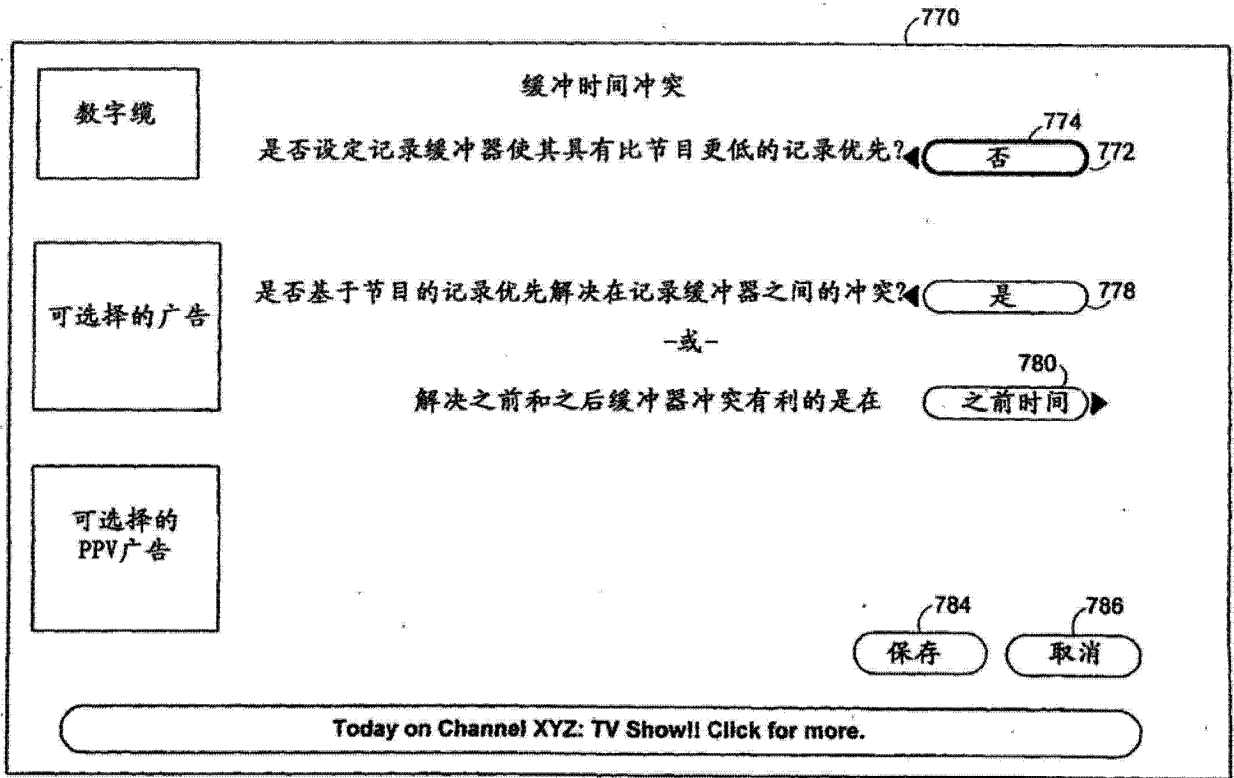 770
数字缆
缓冲时间冲突
是否设定记录缓冲器使其具有比节目更低的记录优先?
774
否
772
可选择的广告
是否基于节目的记录优先解决在记录缓冲器之间的冲突?
是
778
-或-
解决之前和之后缓冲器冲突有利的是在
780
之前时间
可选择的
PPV广告
784
保存
786
取消
Today on Channel XYZ: TV Show!! Click for more.